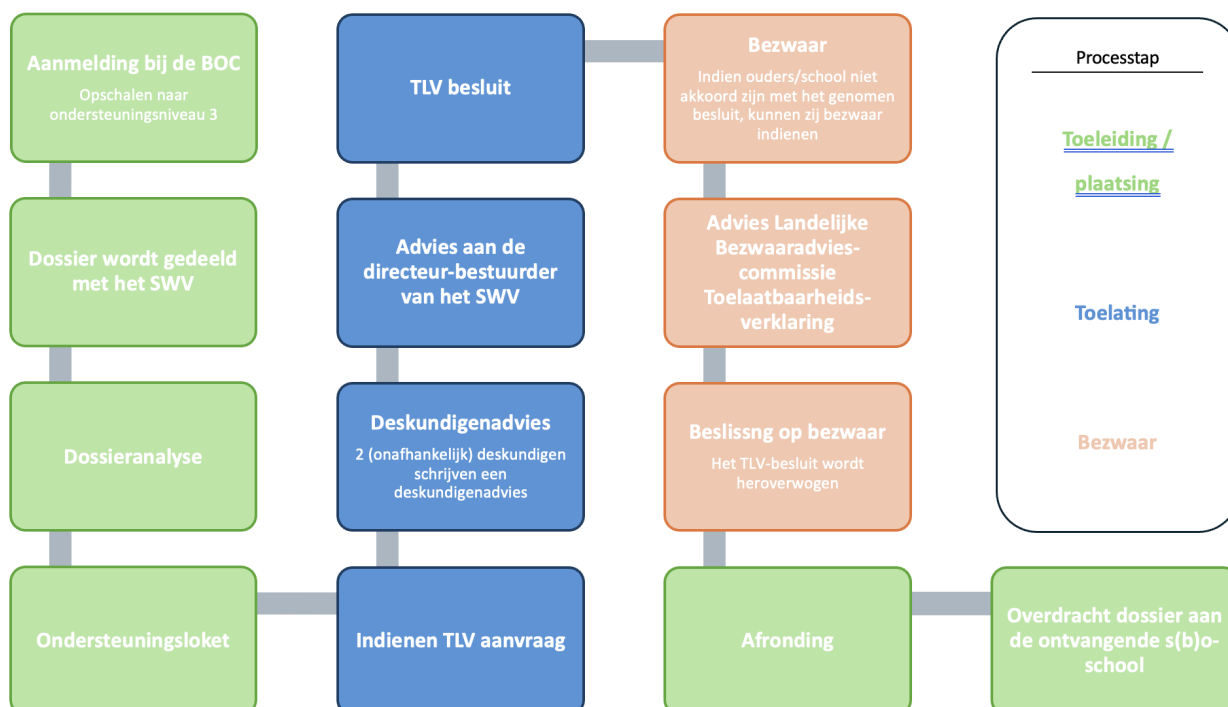 Aanmelding bij de BOC
Opschalen naar
ondersteuningsniveau 3
Dossier wordt gedeeld
met het SWV
Dossieranalyse
Ondersteuningsloket
Indienen TLV aanvraag
Deskundigenadvies
2 (onafhankelijk) deskundigen
schrijven een
deskundigenadvies
Advies aan de
directeur-bestuurder
van het SWV
TLV besluit
Bezwaar
Indien ouders/school niet
akkoord zijn met het genomen
besluit, kunnen zij bezwaar
indienen
Advies Landelijke
Bezwaaradvies-
commissie
Toelaatbaarheids-
verklaring
Beslissng op bezwaar
Het TLV-besluit wordt
heroverwogen
Afronding
Overdracht dossier aan
de ontvangende s(b)o-
school
Processtap
Toeleiding /
plaatsing
Toelating
Bezwaar